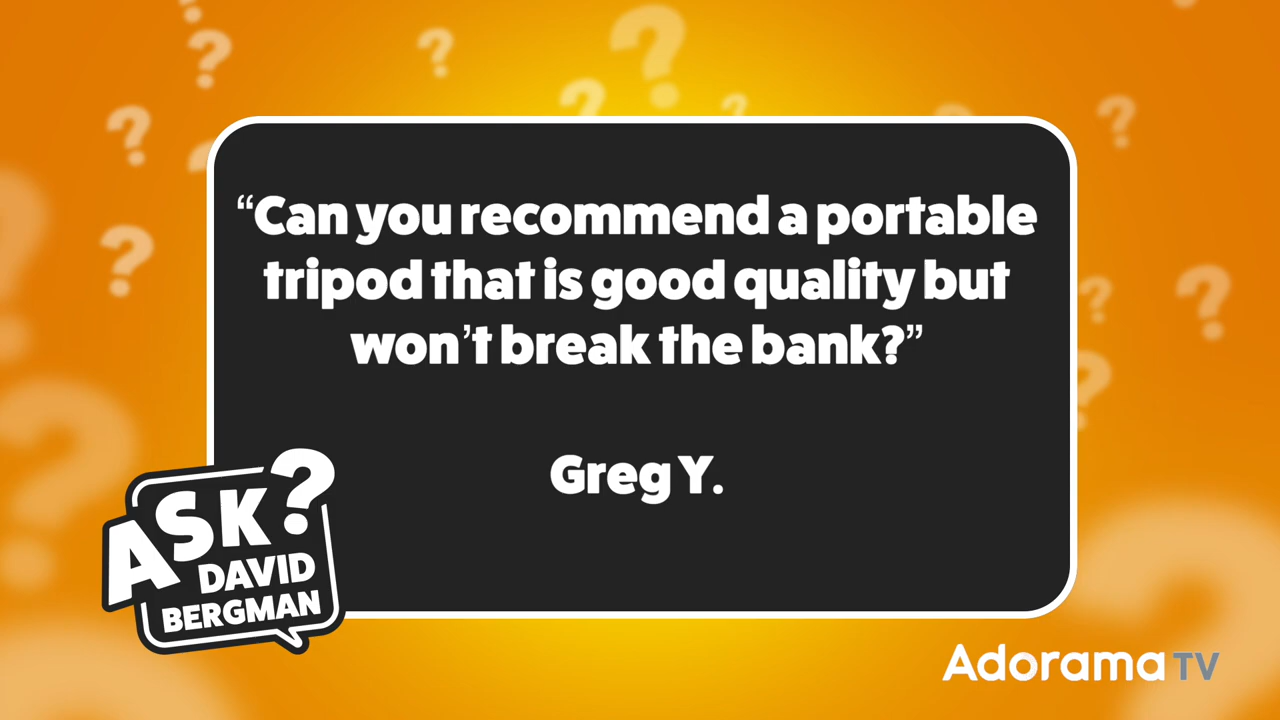 “Can you recommend a portable
tripod that is good quality but
won’t break the bank?”
Greg Y.
ASK?
DAVID
BERGMAN
Adorama TV